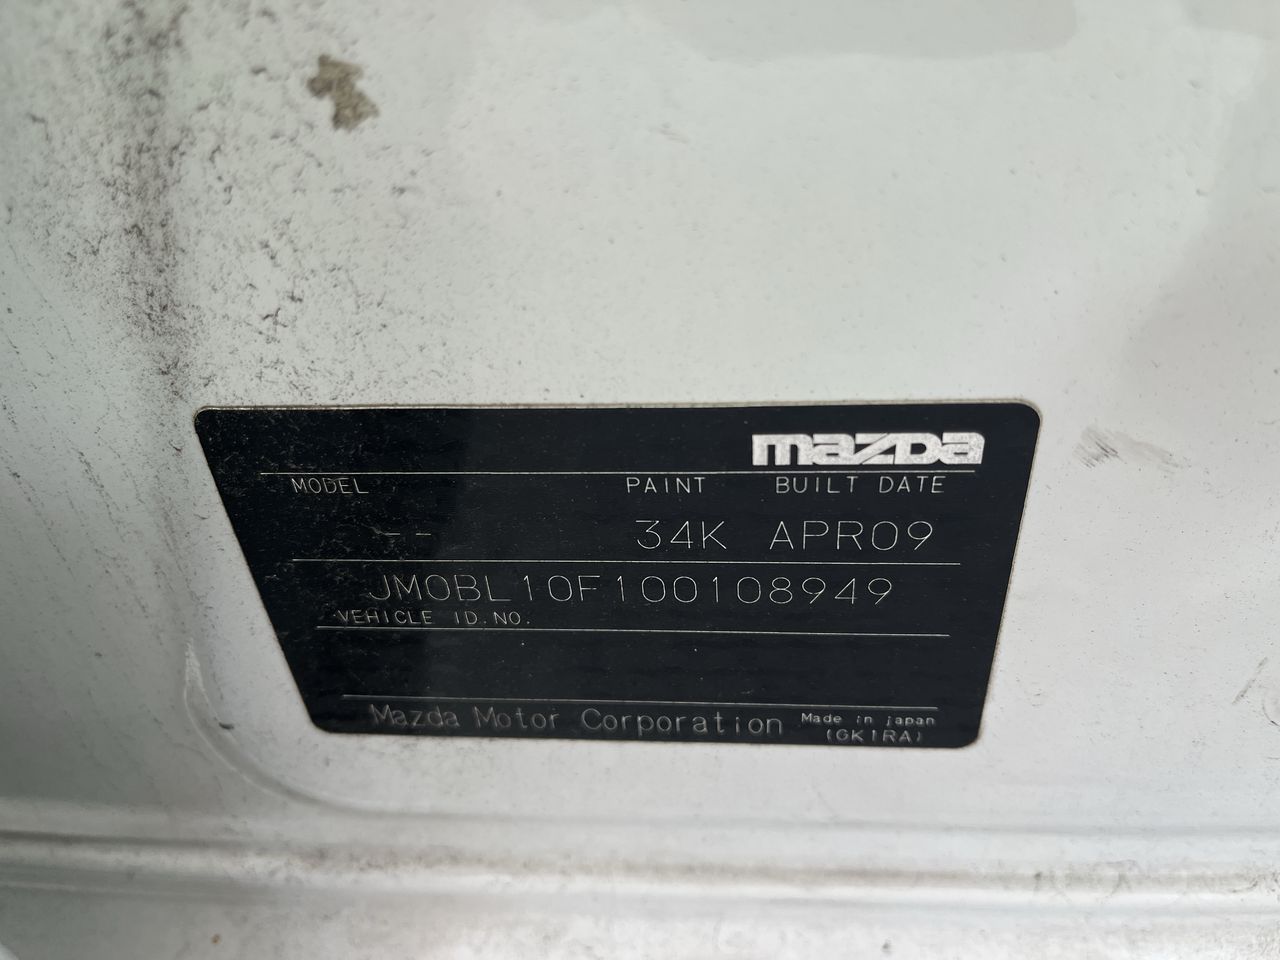 mazda
MODEL PAINT BUILT DATE
-- 34K APR09
JM0BL10F100108949
VEHICLE ID.NO.
Mazda Motor Corporation Made in japan
(GK1RA)